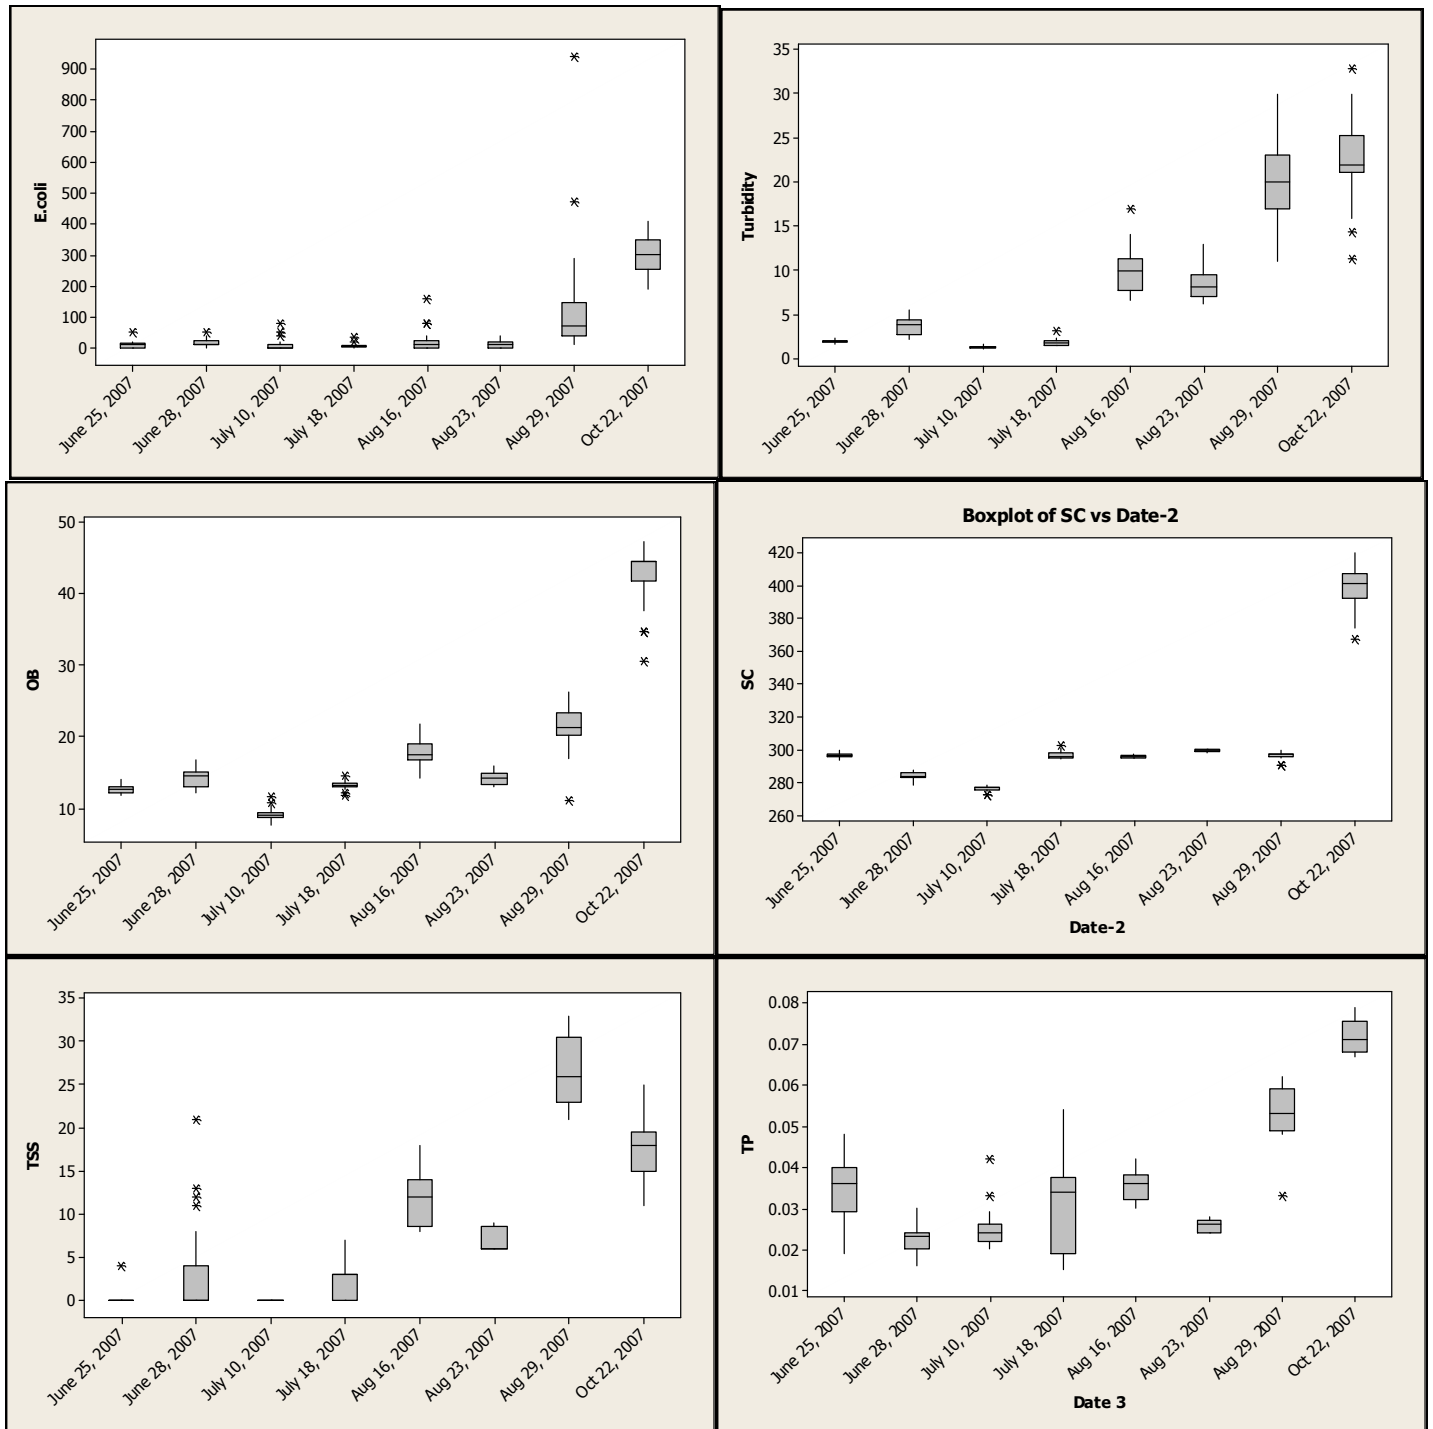 E.coli
900
800
700
600
500
400
300
200
100
0
June 25, 2007
June 28, 2007
July 10, 2007
July 18, 2007
Aug 16, 2007
Aug 23, 2007
Aug 29, 2007
Oct 22, 2007
Turbidity
35
30
25
20
15
10
5
0
June 25, 2007
June 28, 2007
July 10, 2007
July 18, 2007
Aug 16, 2007
Aug 23, 2007
Aug 29, 2007
Oact 22, 2007
OB
50
40
30
20
10
June 25, 2007
June 28, 2007
July 10, 2007
July 18, 2007
Aug 16, 2007
Aug 23, 2007
Aug 29, 2007
Oct 22, 2007
Boxplot of SC vs Date-2
SC
420
400
380
360
340
320
300
280
260
June 25, 2007
June 28, 2007
July 10, 2007
July 18, 2007
Aug 16, 2007
Aug 23, 2007
Aug 29, 2007
Oct 22, 2007
Date-2
TSS
35
30
25
20
15
10
5
0
June 25, 2007
June 28, 2007
July 10, 2007
July 18, 2007
Aug 16, 2007
Aug 23, 2007
Aug 29, 2007
Oct 22, 2007
TP
0.08
0.07
0.06
0.05
0.04
0.03
0.02
0.01
June 25, 2007
June 28, 2007
July 10, 2007
July 18, 2007
Aug 16, 2007
Aug 23, 2007
Aug 29, 2007
Oct 22, 2007
Date 3